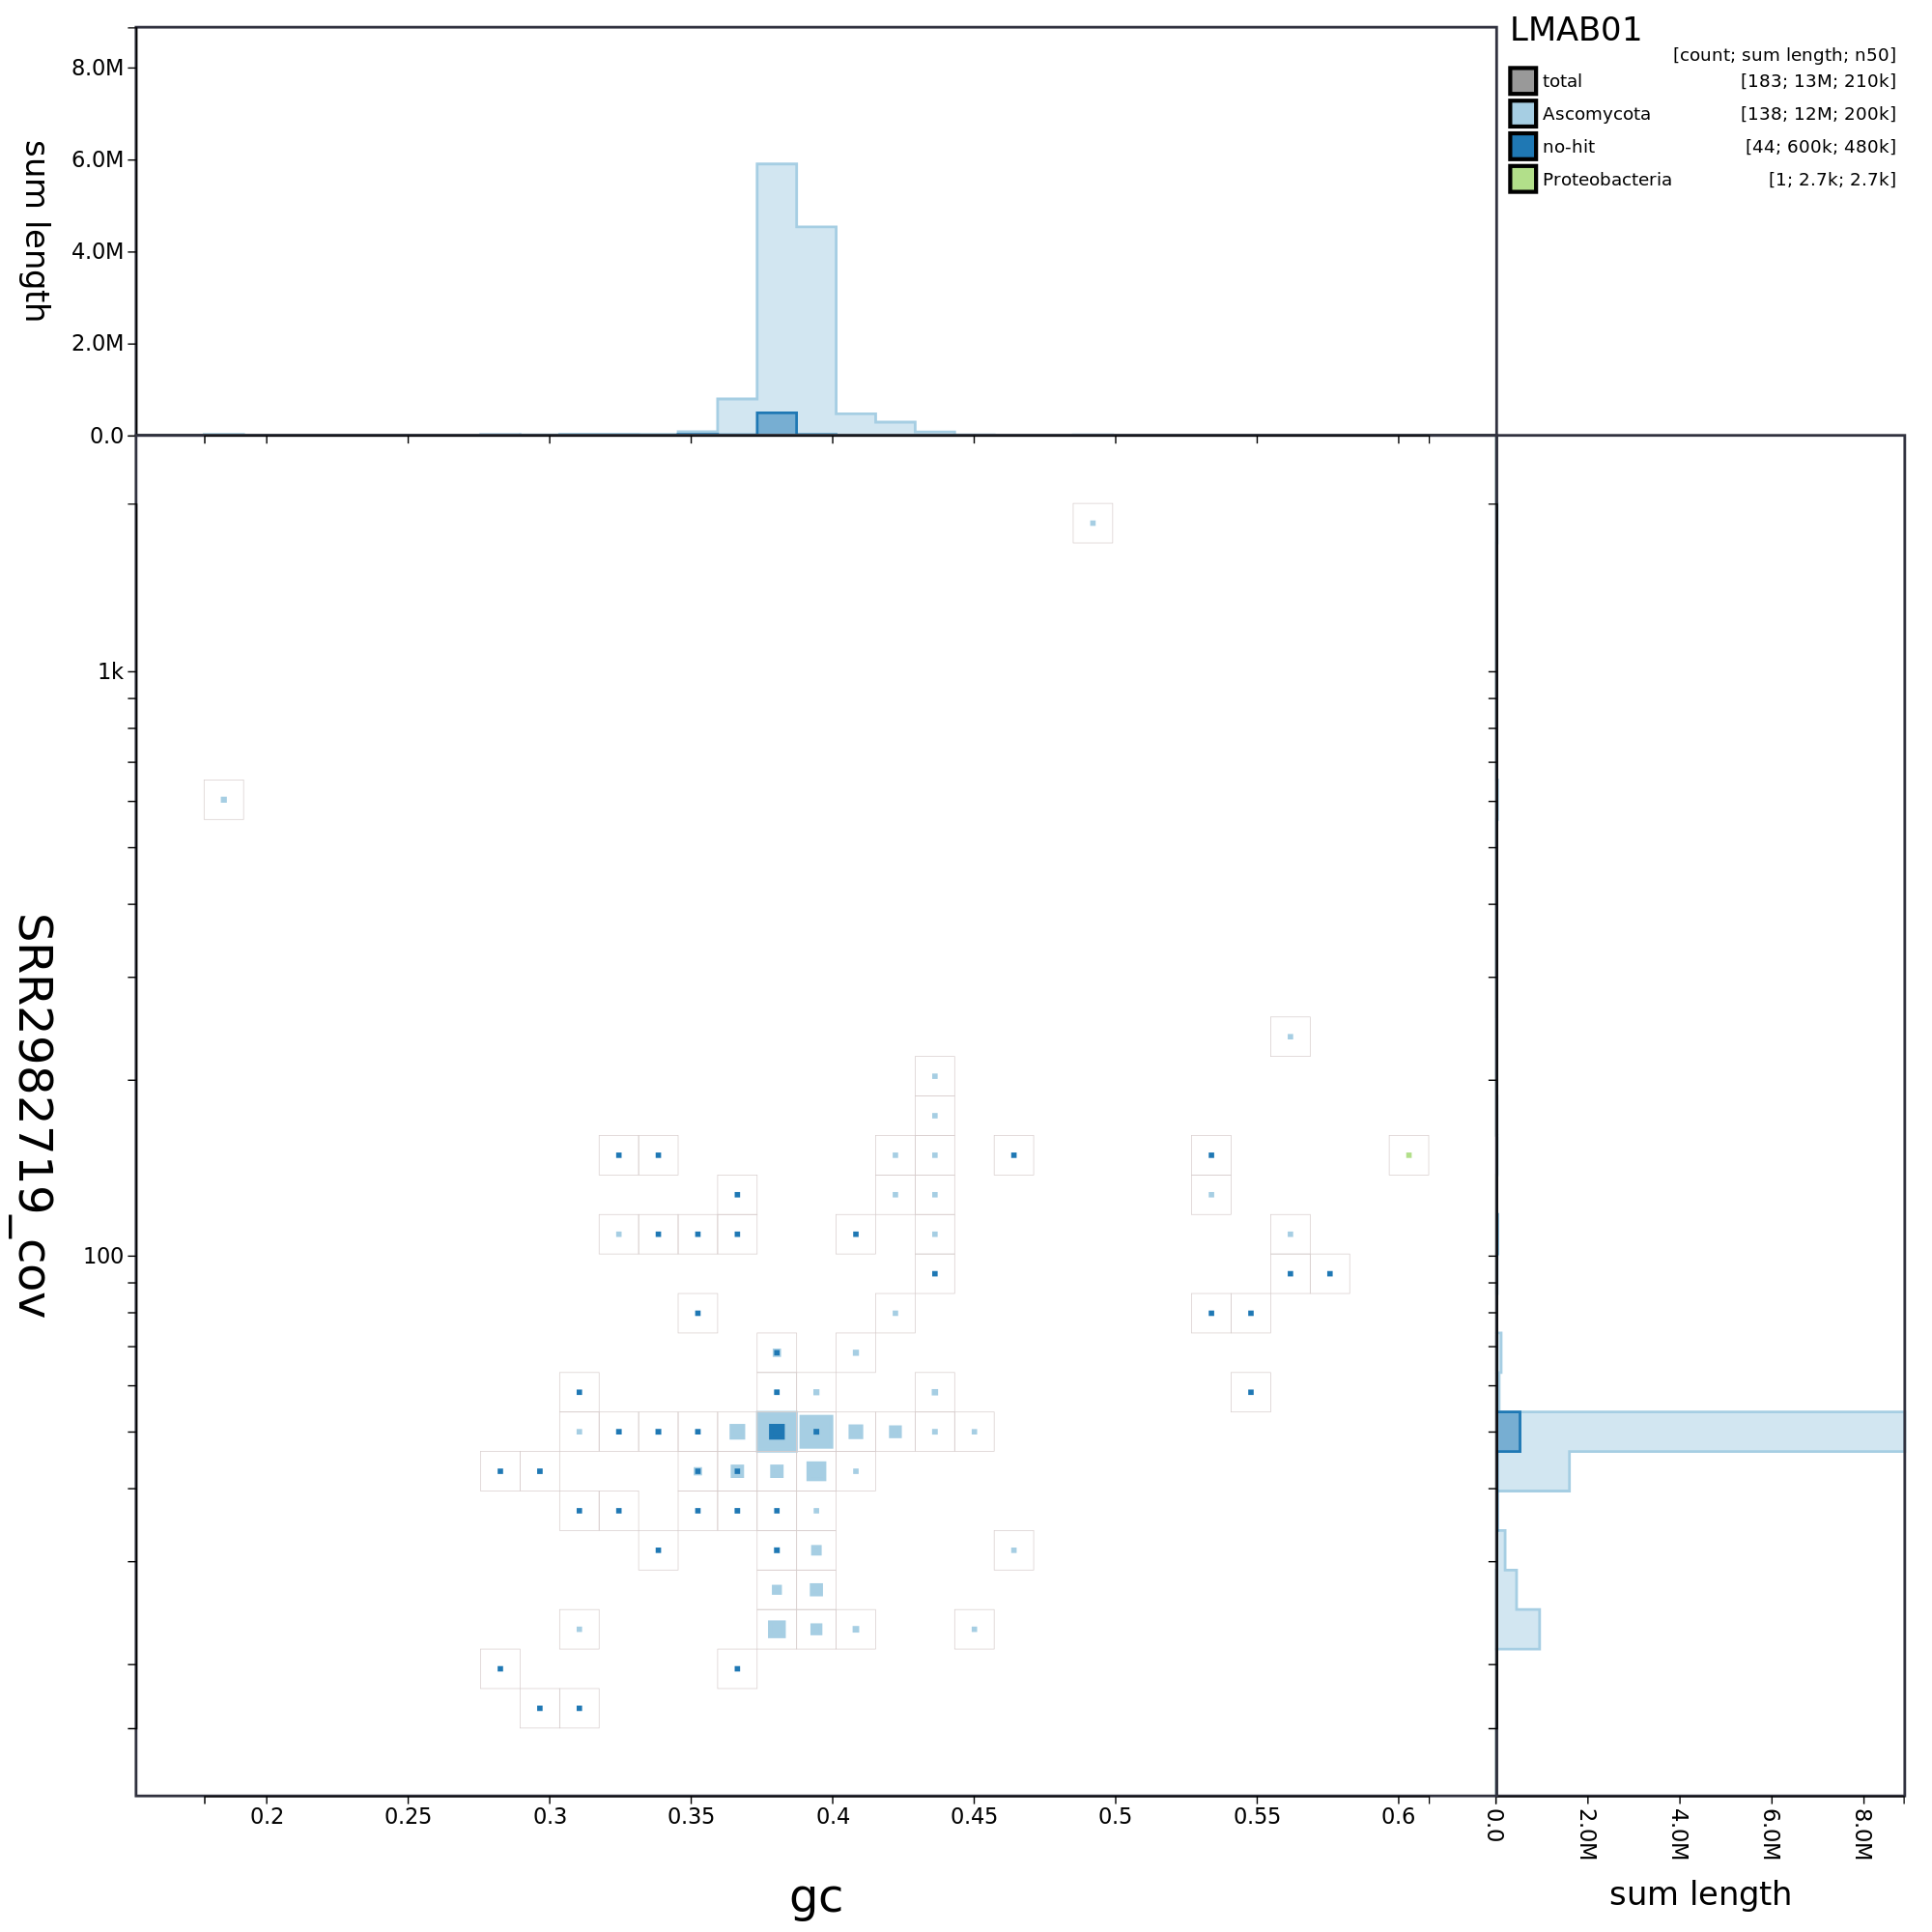 LMAB01
[count; sum length; n50]
total [183; 13M; 210k]
Ascomycota [138; 12M; 200k]
no-hit [44; 600k; 480k]
Proteobacteria [1; 2.7k; 2.7k]
sum length
8.0M
6.0M
4.0M
2.0M
0.0
SRR2982719_cov
1k
100
0.2 0.25 0.3 0.35 0.4 0.45 0.5 0.55 0.6
gc
0.0 2.0M 4.0M 6.0M 8.0M
sum length